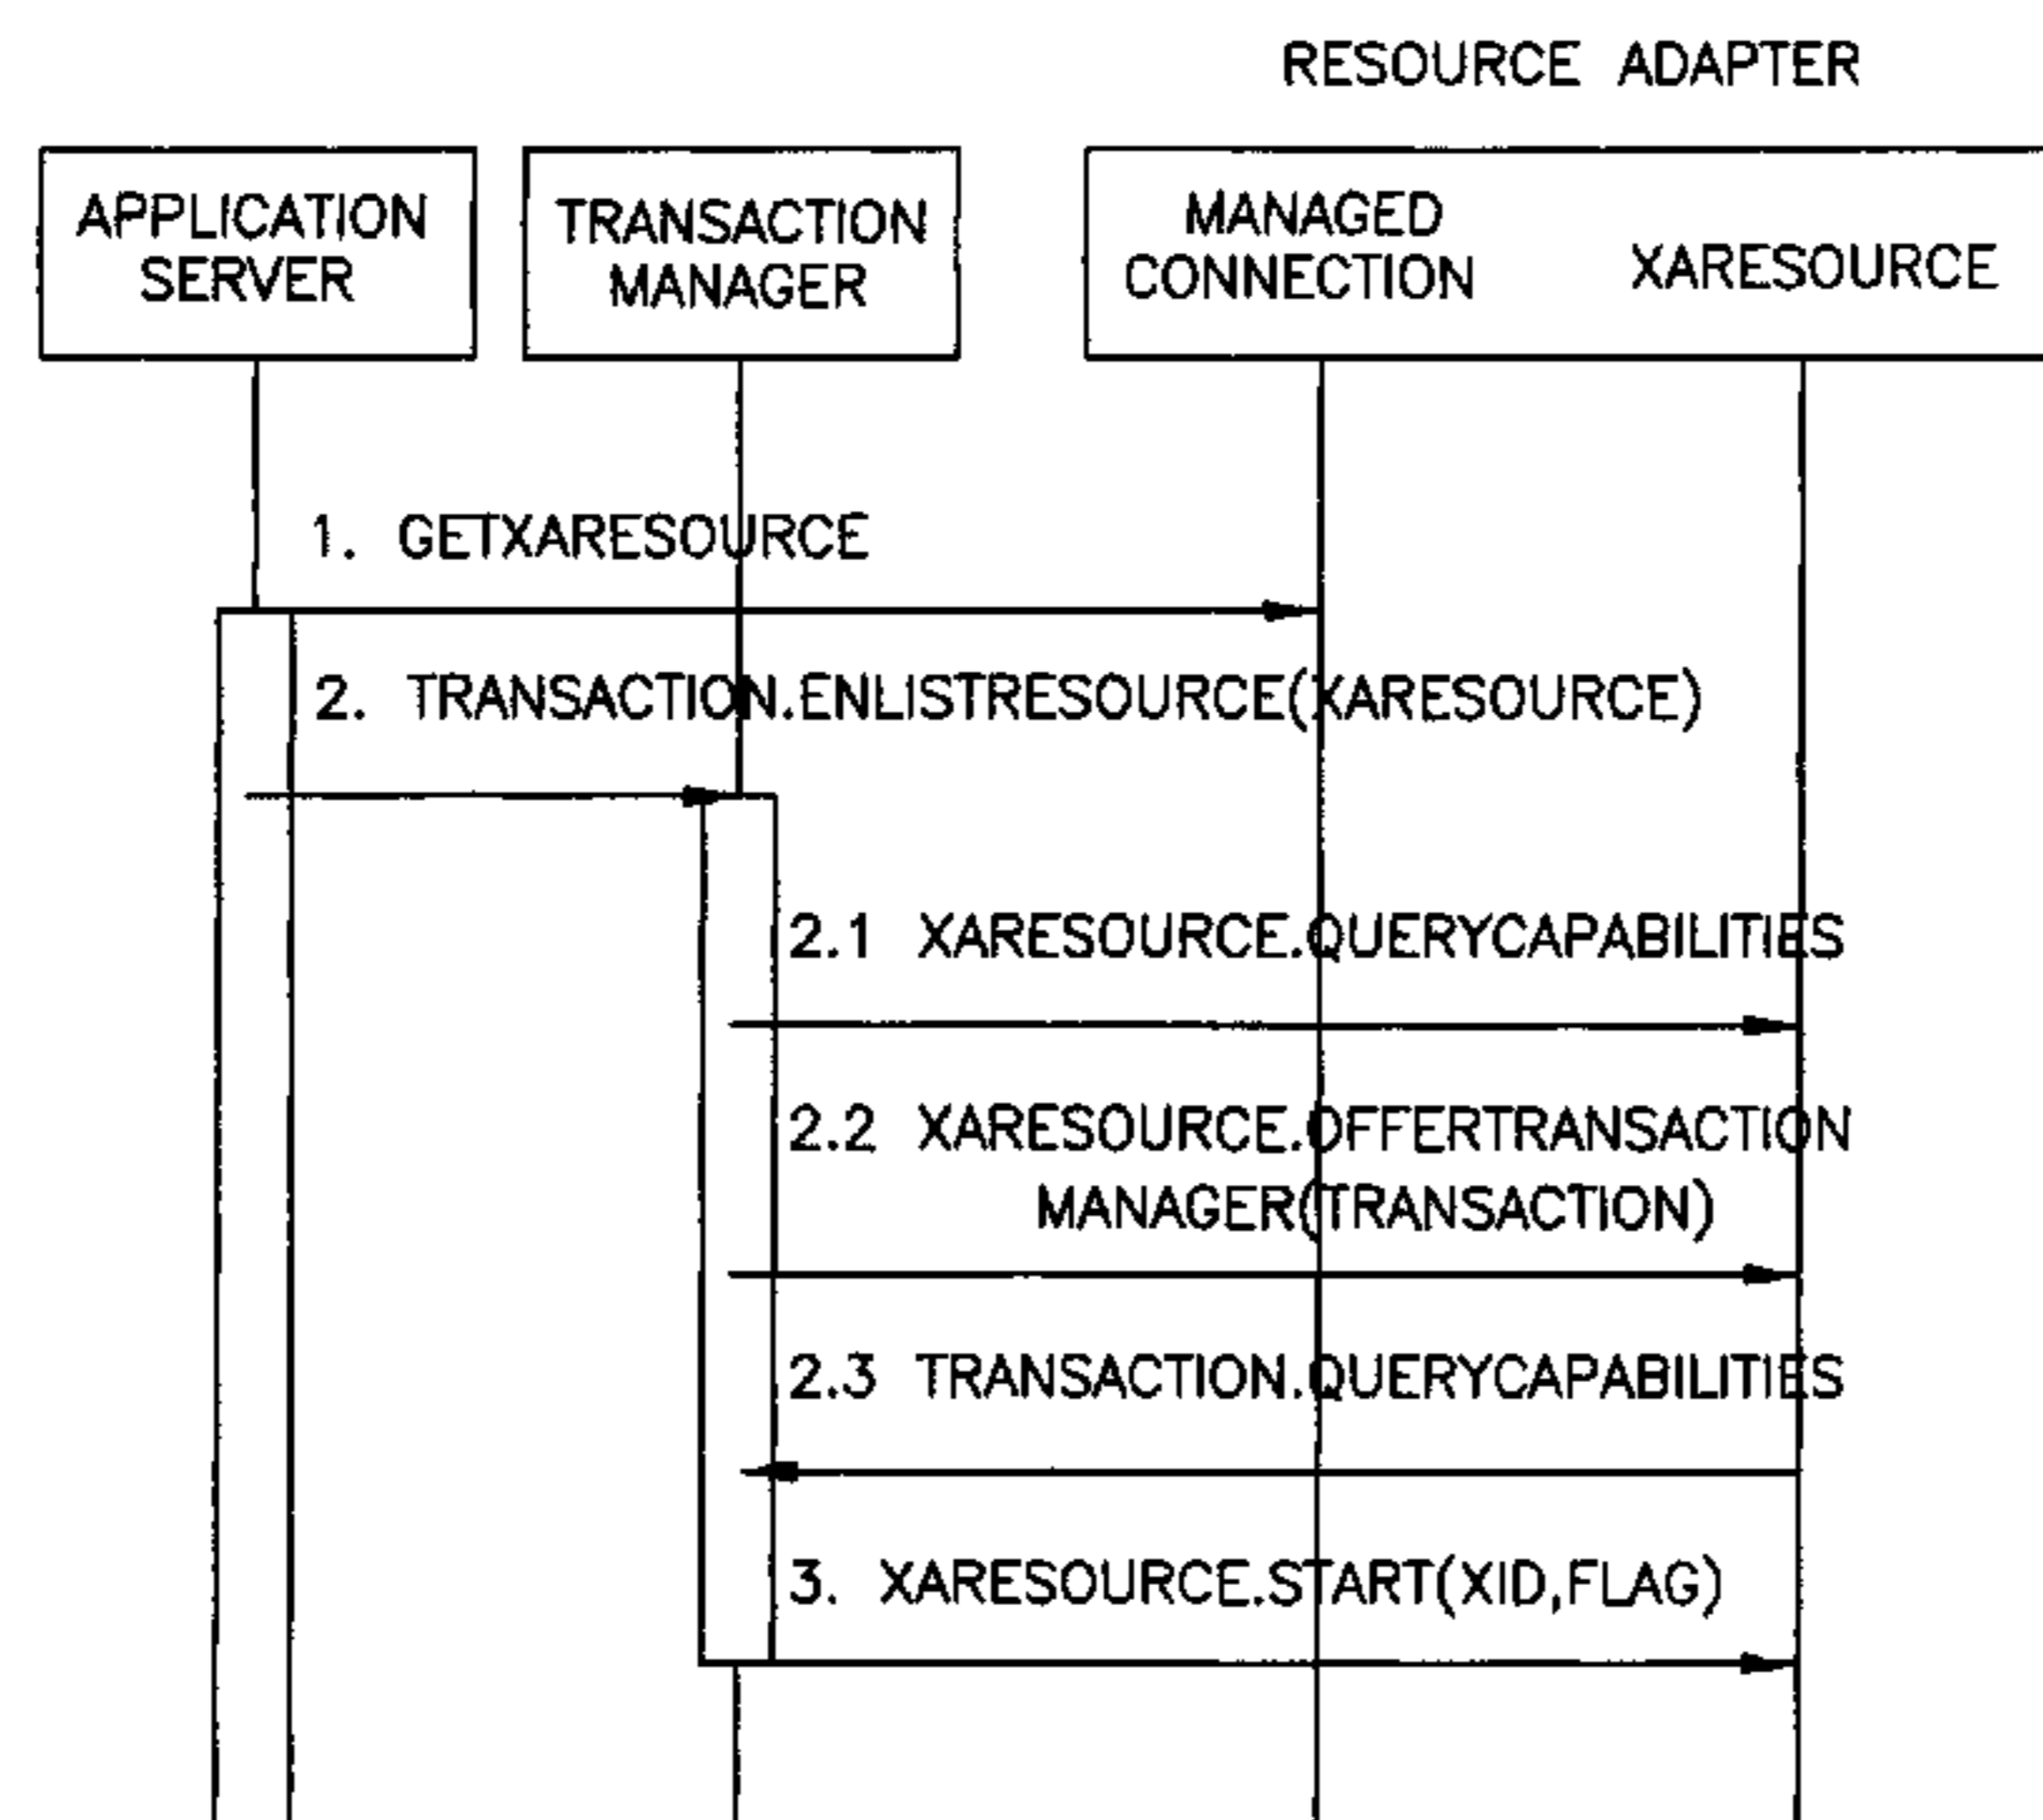 RESOURCE ADAPTER
APPLICATION
SERVER
TRANSACTION
MANAGER
MANAGED
CONNECTION
XARESOURCE
1. GETXARESOURCE
2. TRANSACTION.ENLISTRESOURCE(XARESOURCE)
2.1 XARESOURCE.QUERYCAPABILITIES
2.2 XARESOURCE.OFFERTRANSACTION
MANAGER(TRANSACTION)
2.3 TRANSACTION.QUERYCAPABILITIES
3. XARESOURCE.START(XID,FLAG)